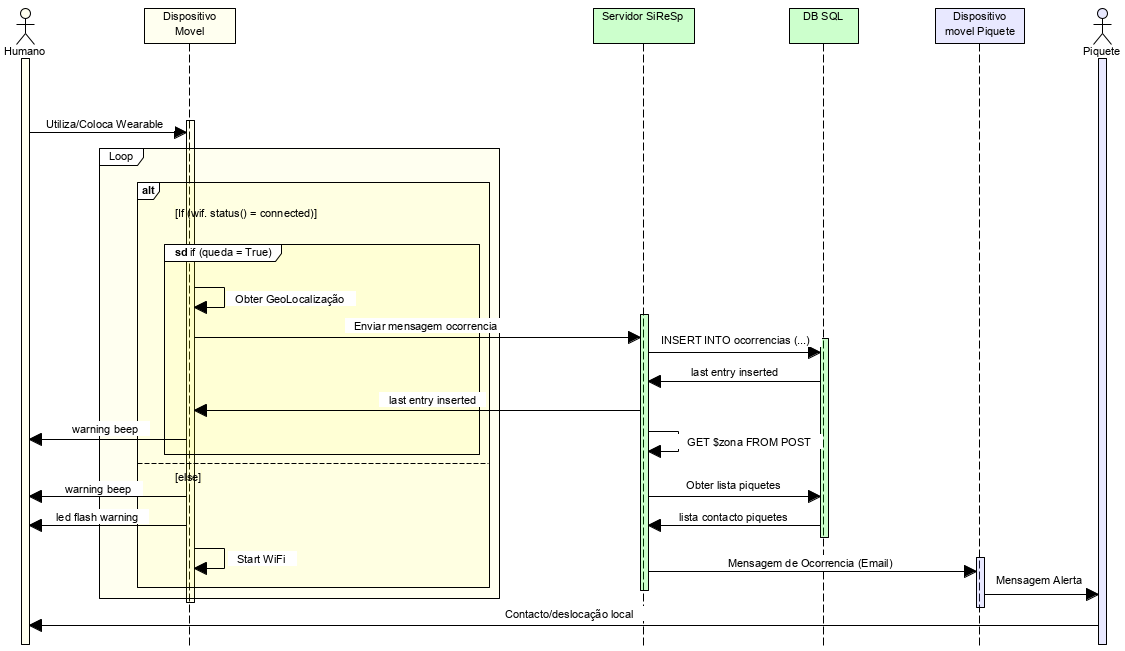 Dispositivo
Movel
Servidor SiReSp
DB SQL
Dispositivo
movel Piquete
Humano
Piquete
Utiliza/Coloca Wearable
Loop
alt
[If (wif. status() = connected)]
sd if (queda = True)
Obter GeoLocalização
Enviar mensagem ocorrencia
INSERT INTO ocorrencias (...)
last entry inserted
last entry inserted
warning beep
GET $zona FROM POST
[else]
warning beep
Obter lista piquetes
led flash warning
lista contacto piquetes
Start WiFi
Mensagem de Ocorrencia (Email)
Mensagem Alerta
Contacto/deslocação local